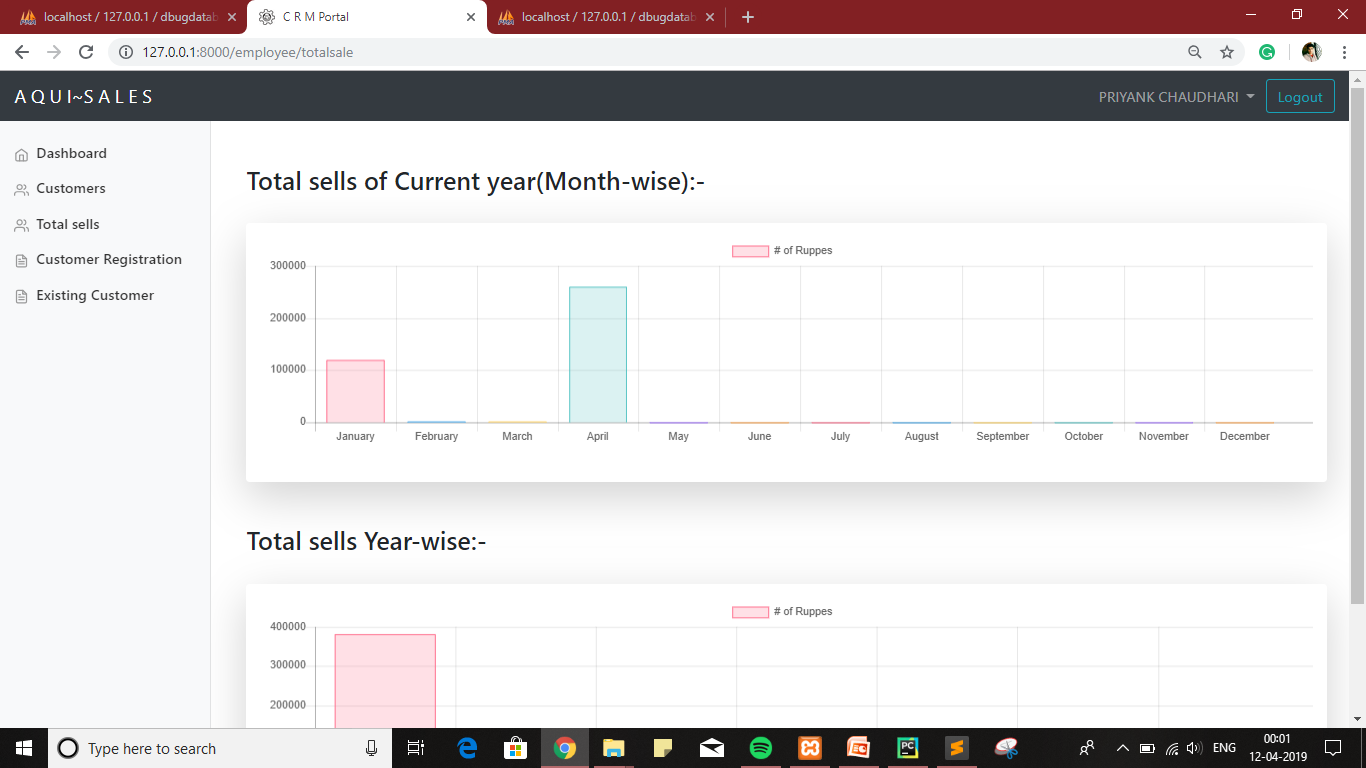 localhost / 127.0.0.1 / dbugdatab
C R M Portal
localhost / 127.0.0.1 / dbugdatab
127.0.0.1:8000/employee/totalsale
AQUI~SALES
PRIYANK CHAUDHARI
Logout
Dashboard
Customers
Total sells
Customer Registration
Existing Customer
Total sells of Current year(Month-wise):-
# of Ruppes
300000
200000
100000
0
January February March April May June July August September October November December
Total sells Year-wise:-
# of Ruppes
400000
300000
200000
Type here to search
PC
ENG
00:01
12-04-2019